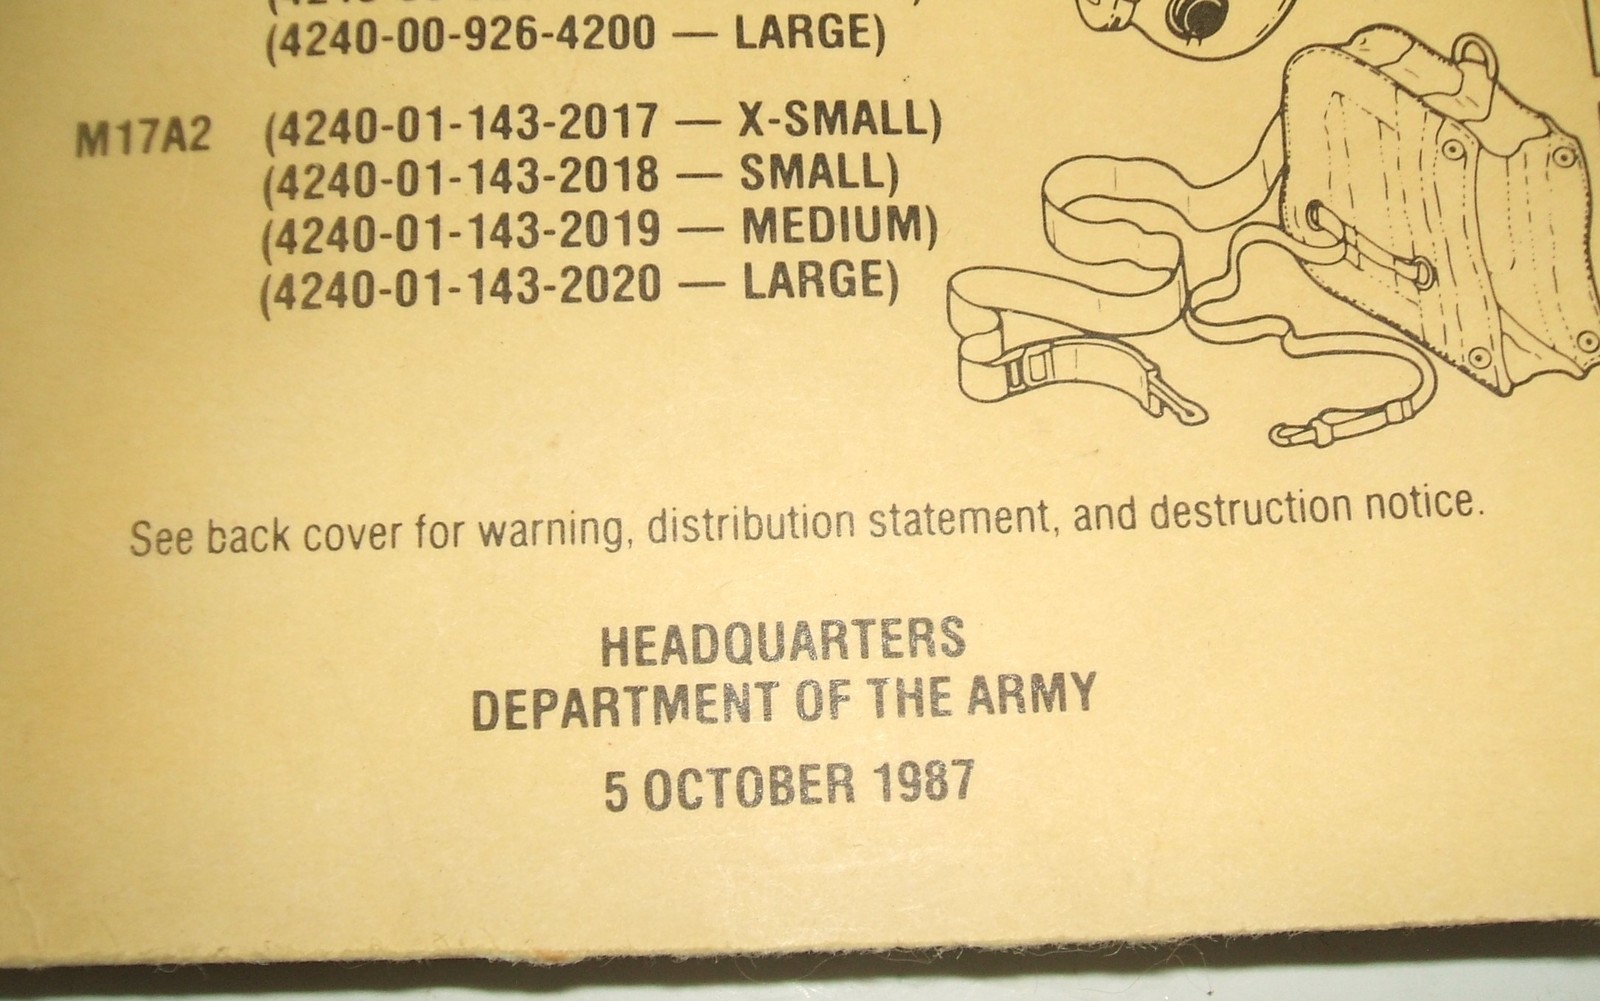 (4240-00-926-4200 — LARGE)
M17A2 (4240-01-143-2017 — X-SMALL)
(4240-01-143-2018 — SMALL)
(4240-01-143-2019 — MEDIUM)
(4240-01-143-2020 — LARGE)
See back cover for warning, distribution statement, and destruction notice.
HEADQUARTERS
DEPARTMENT OF THE ARMY
5 OCTOBER 1987